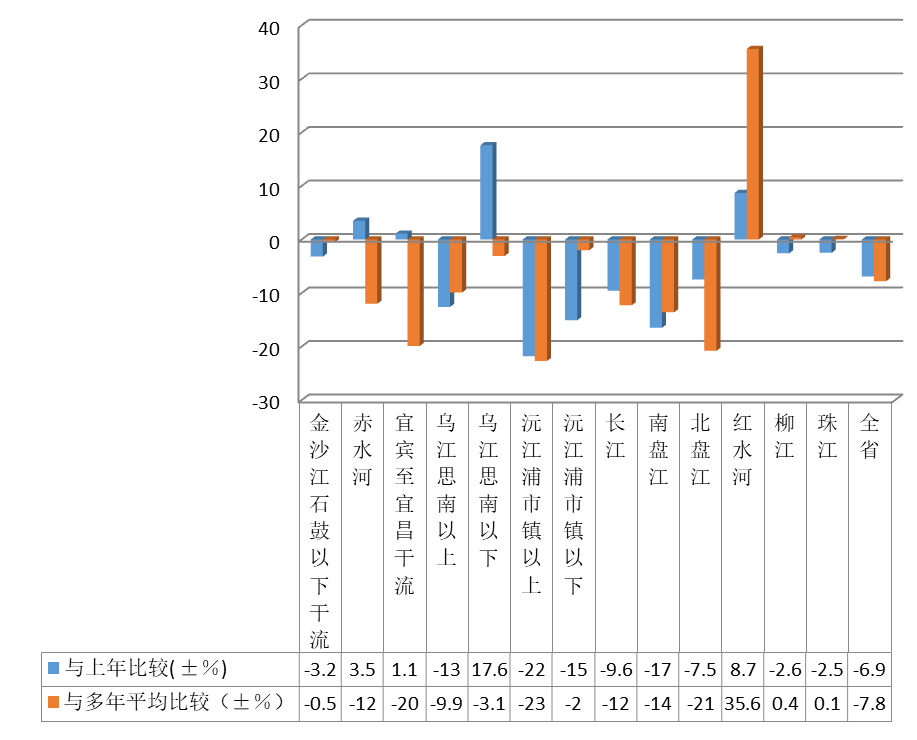 40
30
20
10
0
-10
-20
-30
金沙江石鼓以下干流
赤水河
宜宾至宜昌干流
乌江思南以上
乌江思南以下
沅江浦市镇以上
沅江浦市镇以下
长江
南盘江
北盘江
红水河
柳江
珠江
全省
与上年比较(±%) -3.2 3.5 1.1 -13 17.6 -22 -15 -9.6 -17 -7.5 8.7 -2.6 -2.5 -6.9
与多年平均比较（±%） -0.5 -12 -20 -9.9 -3.1 -23 -2 -12 -14 -21 35.6 0.4 0.1 -7.8